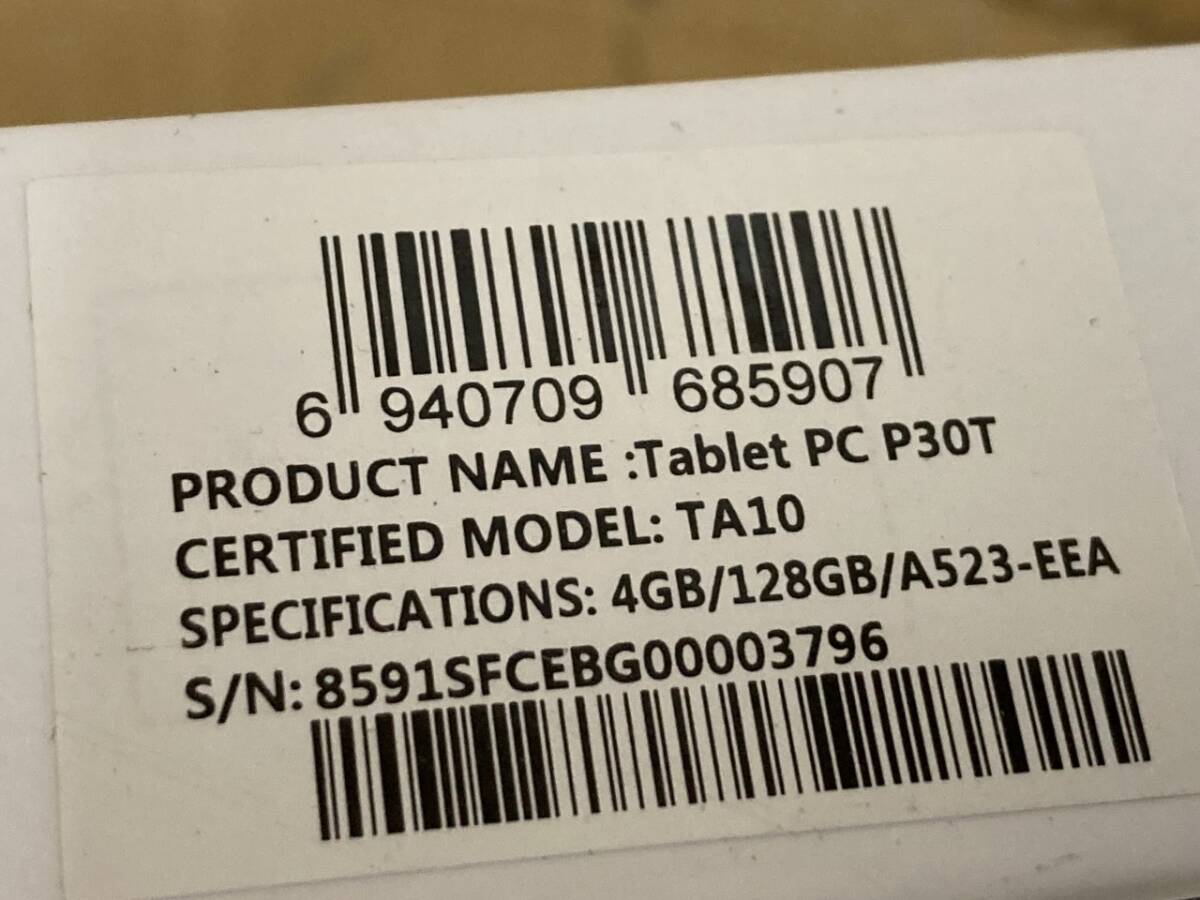 6 940709 685907
PRODUCT NAME :Tablet PC P30T
CERTIFIED MODEL: TA10
SPECIFICATIONS: 4GB/128GB/A523-EEA
S/N: 8591SFCEBG00003796